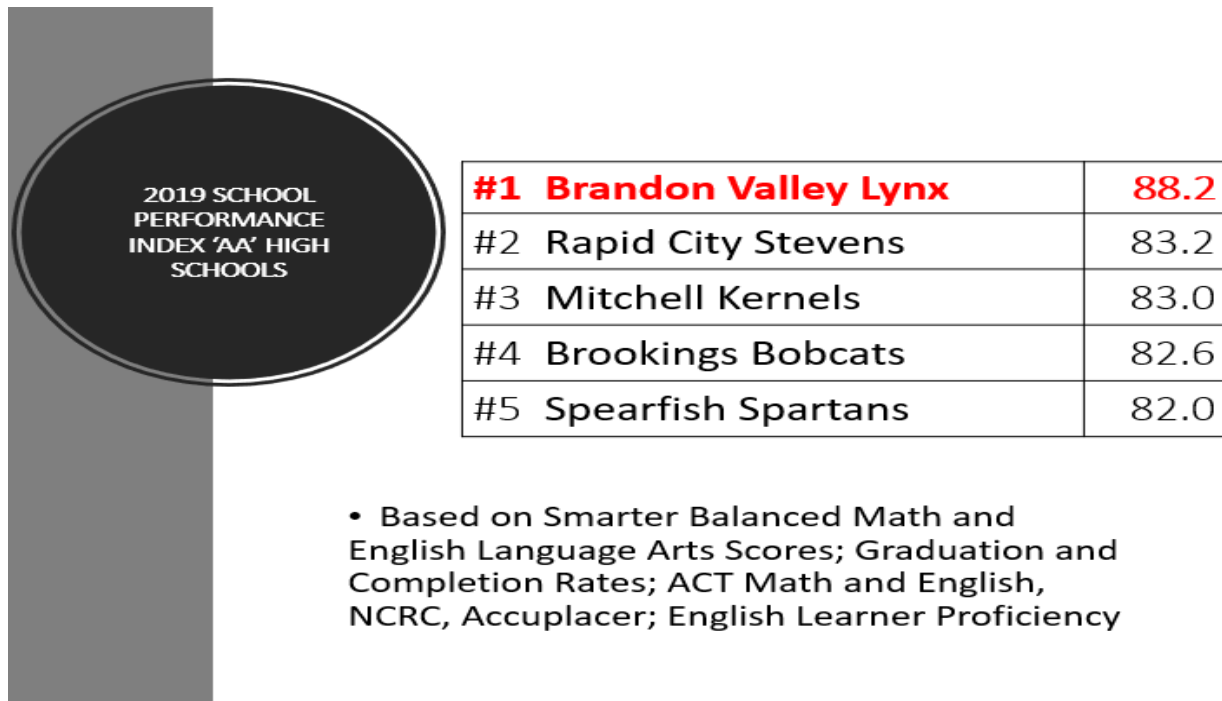 2019 SCHOOL
PERFORMANCE
INDEX ‘AA’ HIGH
SCHOOLS
#1 Brandon Valley Lynx 88.2
#2 Rapid City Stevens 83.2
#3 Mitchell Kernels 83.0
#4 Brookings Bobcats 82.6
#5 Spearfish Spartans 82.0
• Based on Smarter Balanced Math and
English Language Arts Scores; Graduation and
Completion Rates; ACT Math and English,
NCRC, Accuplacer; English Learner Proficiency